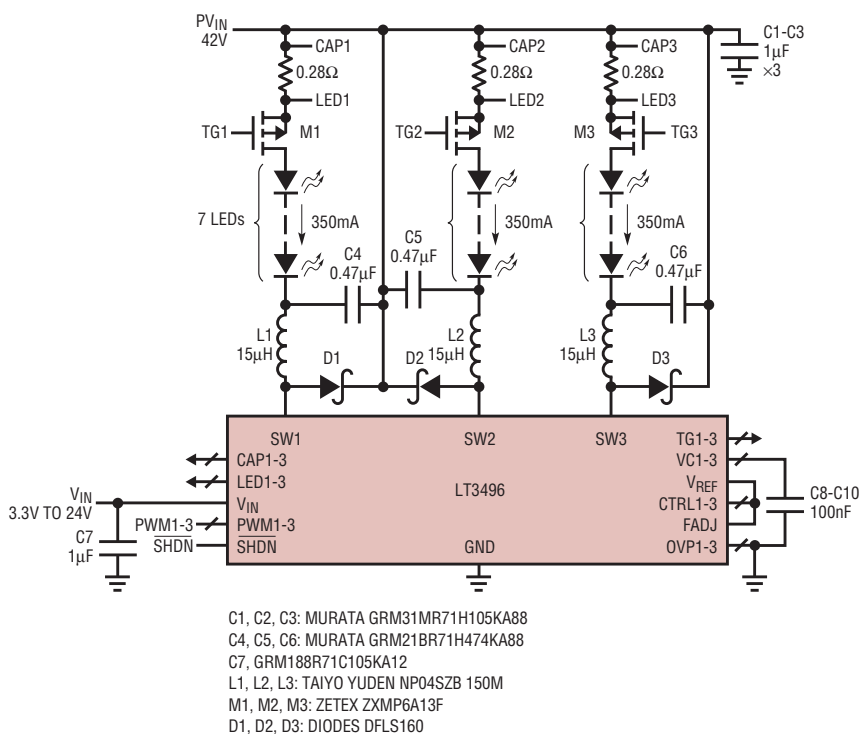 PVIN
42V
CAP1
CAP2
CAP3
C1-C3
1µF
×3
0.28Ω
0.28Ω
0.28Ω
LED1
LED2
LED3
TG1
M1
TG2
M2
M3
TG3
7 LEDs
350mA
350mA
350mA
C4
0.47µF
C5
0.47µF
C6
0.47µF
L1
15µH
L2
15µH
L3
15µH
D1
D2
D3
SW1
SW2
SW3
TG1-3
CAP1-3
VC1-3
LED1-3
LT3496
VREF
VIN
3.3V TO 24V
VIN
CTRL1-3
C8-C10
100nF
PWM1-3
PWM1-3
FADJ
C7
1µF
SHDN
SHDN
GND
OVP1-3
C1, C2, C3: MURATA GRM31MR71H105KA88
C4, C5, C6: MURATA GRM21BR71H474KA88
C7, GRM188R71C105KA12
L1, L2, L3: TAIYO YUDEN NP04SZB 150M
M1, M2, M3: ZETEX ZXMP6A13F
D1, D2, D3: DIODES DFLS160